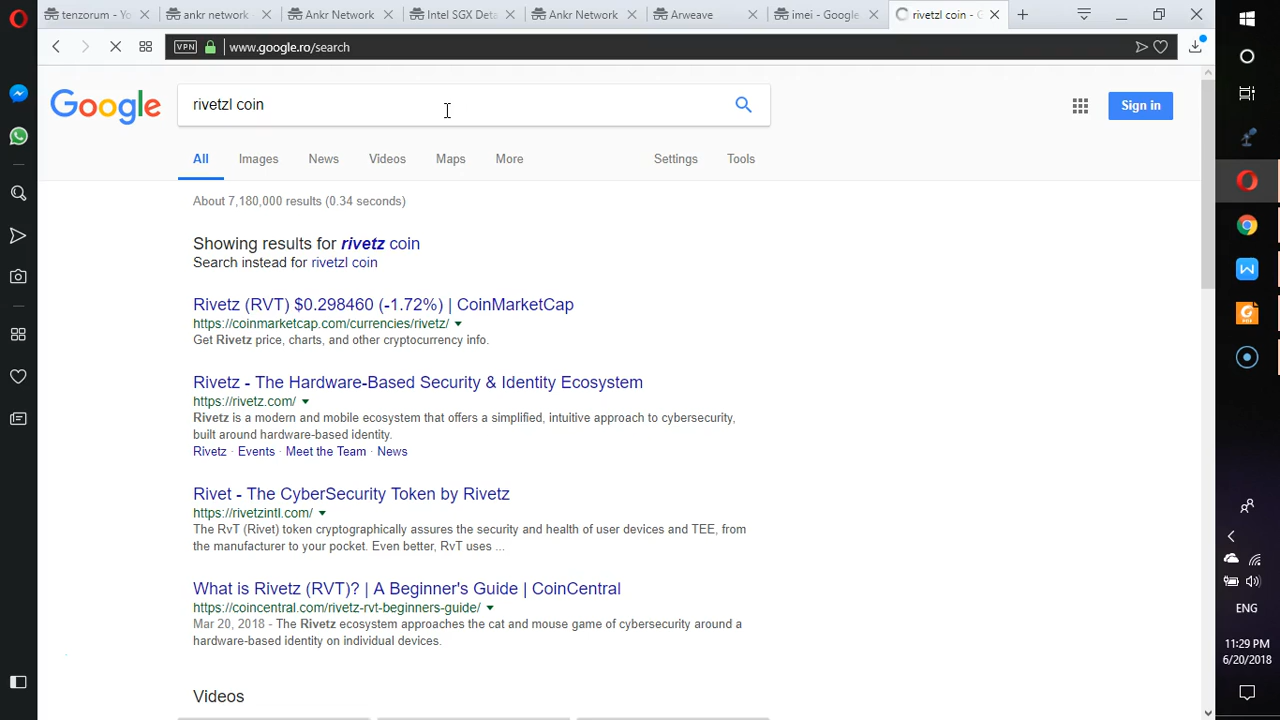 tenzorum - Yo
ankr network
Ankr Network
Intel SGX Deta
Ankr Network
Arweave
imei - Google
rivetzl coin - G
VPN
www.google.ro/search
Google
rivetzl coin
Sign in
All
Images
News
Videos
Maps
More
Settings
Tools
About 7,180,000 results (0.34 seconds)
Showing results for rivetz coin
Search instead for rivetzl coin
Rivetz (RVT) $0.298460 (-1.72%) | CoinMarketCap
https://coinmarketcap.com/currencies/rivetz/
Get Rivetz price, charts, and other cryptocurrency info.
Rivetz - The Hardware-Based Security & Identity Ecosystem
https://rivetz.com/
Rivetz is a modern and mobile ecosystem that offers a simplified, intuitive approach to cybersecurity,
built around hardware-based identity.
Rivetz · Events · Meet the Team · News
Rivet - The CyberSecurity Token by Rivetz
https://rivetzintl.com/
The RvT (Rivet) token cryptographically assures the security and health of user devices and TEE, from
the manufacturer to your pocket. Even better, RvT uses ...
What is Rivetz (RVT)? | A Beginner's Guide | CoinCentral
https://coincentral.com/rivetz-rvt-beginners-guide/
Mar 20, 2018 - The Rivetz ecosystem approaches the cat and mouse game of cybersecurity around a
hardware-based identity on individual devices.
Videos
ENG
11:29 PM
6/20/2018